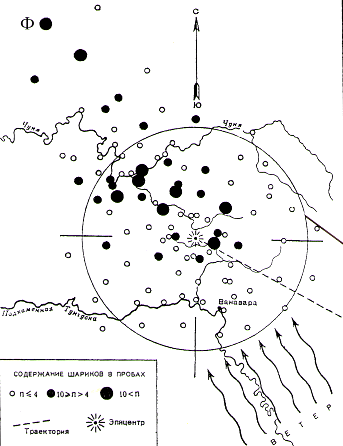 Ф
С
Чуня
Чуня
Подкаменная
Тунгуска
Ванавара
СОДЕРЖАНИЕ ШАРИКОВ В ПРОБАХ
n≤4 10≥n>4 10<n
Траектория Эпицентр
ВЕТЕР